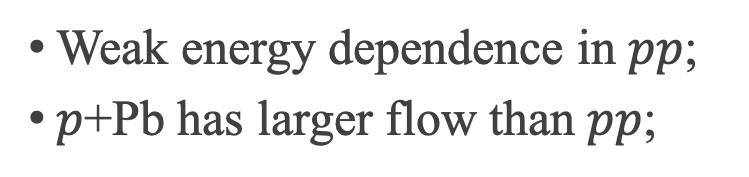 • Weak energy dependence in pp;
• p+Pb has larger flow than pp;